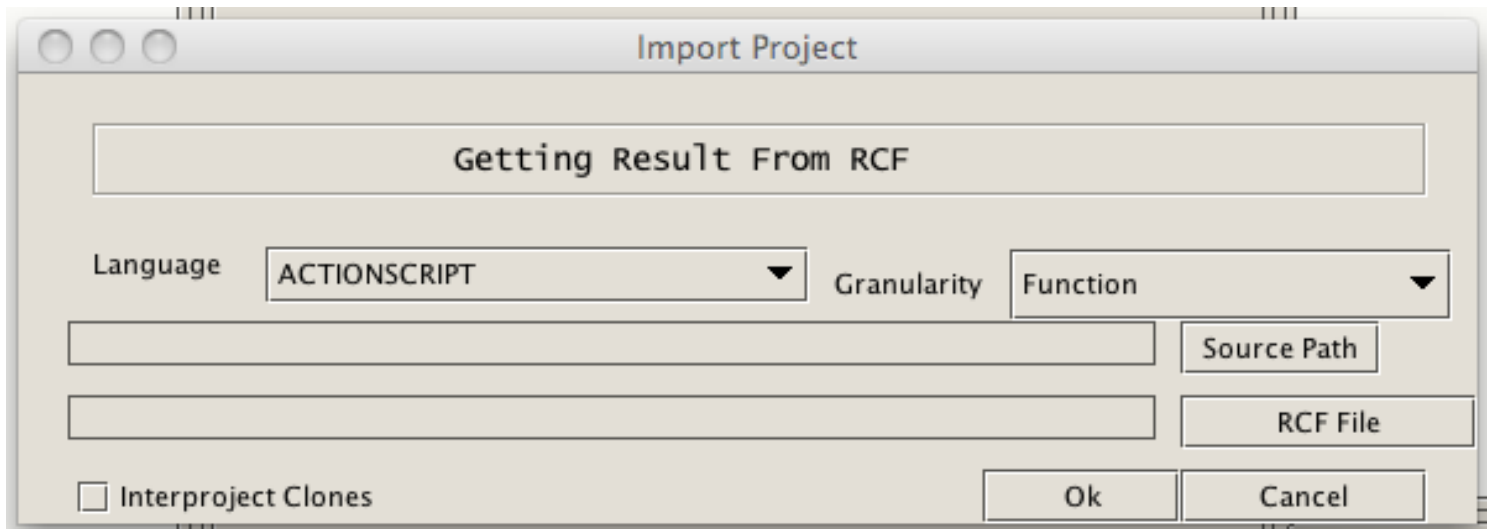 Import Project
Getting Result From RCF
Language ACTIONSCRIPT Granularity Function
Source Path
RCF File
Interproject Clones Ok Cancel